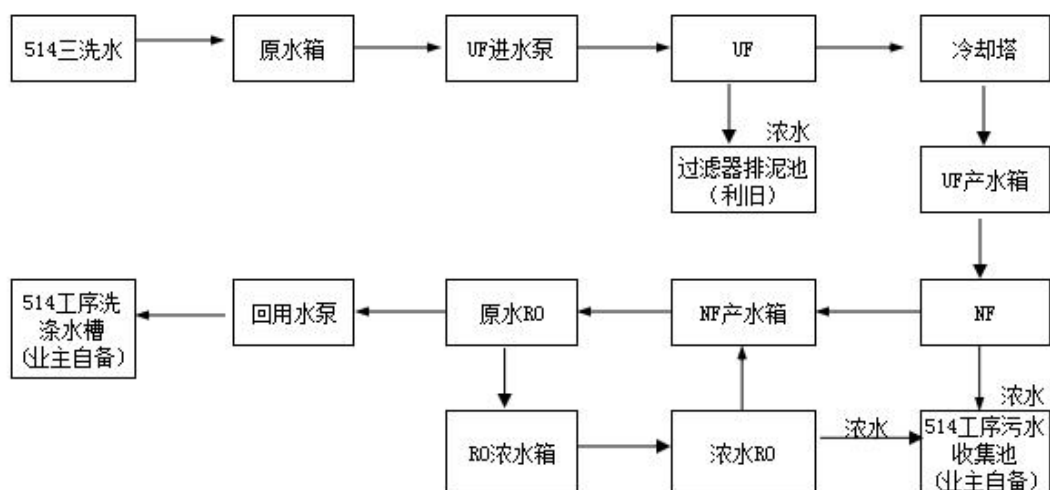 514三洗水
原水箱
UF进水泵
UF
冷却塔
浓水
过滤器排泥池
(利旧)
UF产水箱
514工序洗
涤水槽
(业主自备)
回用水泵
原水RO
NF产水箱
NF
浓水
RO浓水箱
浓水RO
浓水
514工序污水
收集池
(业主自备)